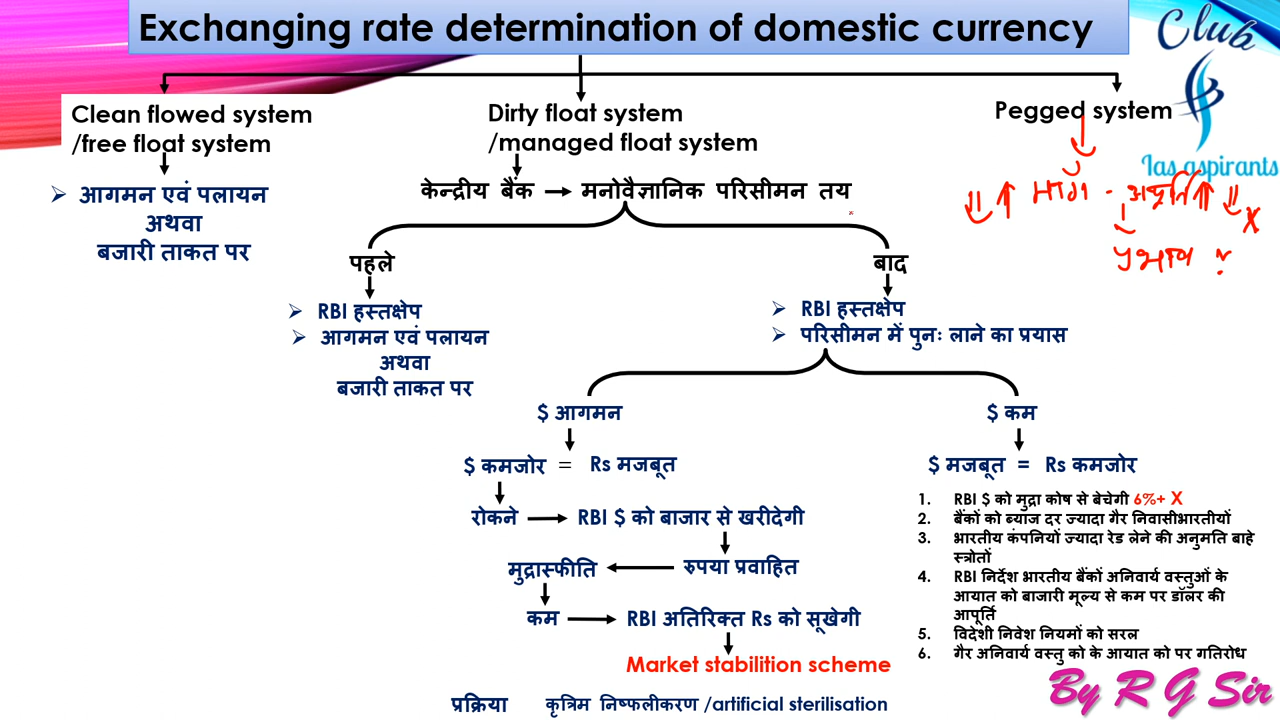 Exchanging rate determination of domestic currency
Club
Ias aspirants
Clean flowed system
/free float system
आगमन एवं पलायन
अथवा
बजारी ताकत पर
Dirty float system
/managed float system
केन्द्रीय बैंक → मनोवैज्ञानिक परिसीमन तय
Pegged system
मांग
प्रभाव
पहले
RBI हस्तक्षेप
आगमन एवं पलायन
अथवा
बजारी ताकत पर
बाद
RBI हस्तक्षेप
परिसीमन में पुनः लाने का प्रयास
$ आगमन
$ कमजोर = Rs मजबूत
रोकने → RBI $ को बाजार से खरीदेगी
मुद्रास्फीति ← रुपया प्रवाहित
कम → RBI अतिरिक्त Rs को सूखेगी
Market stabilition scheme
प्रक्रिया कृत्रिम निष्फलीकरण /artificial sterilisation
$ कम
$ मजबूत = Rs कमजोर
1. RBI $ को मुद्रा कोष से बेचेगी 6%+ X
2. बैंकों को ब्याज दर ज्यादा गैर निवासीभारतीयों
3. भारतीय कंपनियों ज्यादा रेड लेने की अनुमति बाहे
स्त्रोतों
4. RBI निर्देश भारतीय बैंकों अनिवार्य वस्तुओं के
आयात को बाजारी मूल्य से कम पर डॉलर की
आपूर्ति
5. विदेशी निवेश नियमों को सरल
6. गैर अनिवार्य वस्तु को के आयात को पर गतिरोध
By R G Sir